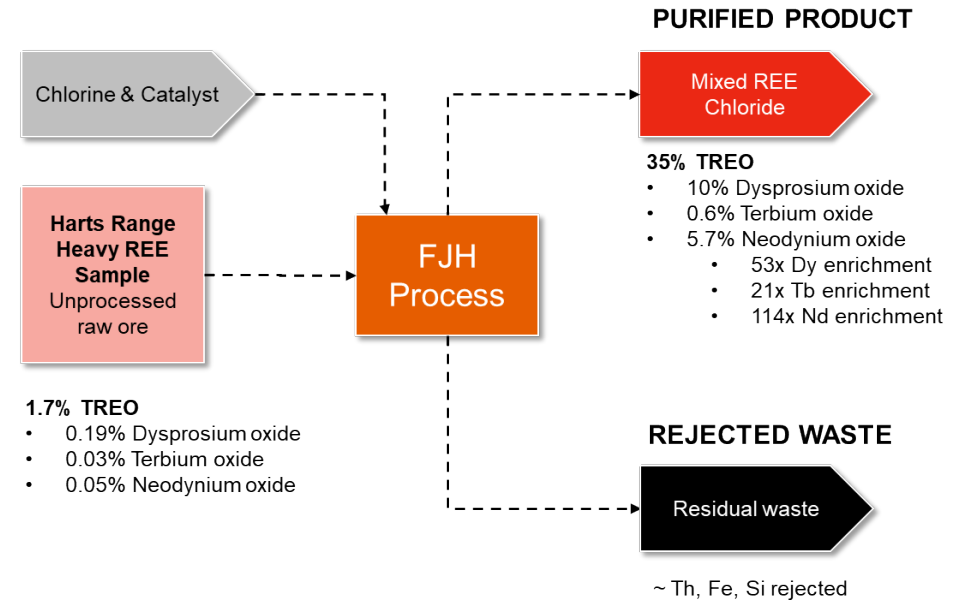 PURIFIED PRODUCT
Chlorine & Catalyst
Mixed REE
Chloride
35% TREO
• 10% Dysprosium oxide
• 0.6% Terbium oxide
• 5.7% Neodynium oxide
• 53x Dy enrichment
• 21x Tb enrichment
• 114x Nd enrichment
Harts Range
Heavy REE
Sample
Unprocessed
raw ore
FJH
Process
1.7% TREO
• 0.19% Dysprosium oxide
• 0.03% Terbium oxide
• 0.05% Neodynium oxide
REJECTED WASTE
Residual waste
~ Th, Fe, Si rejected